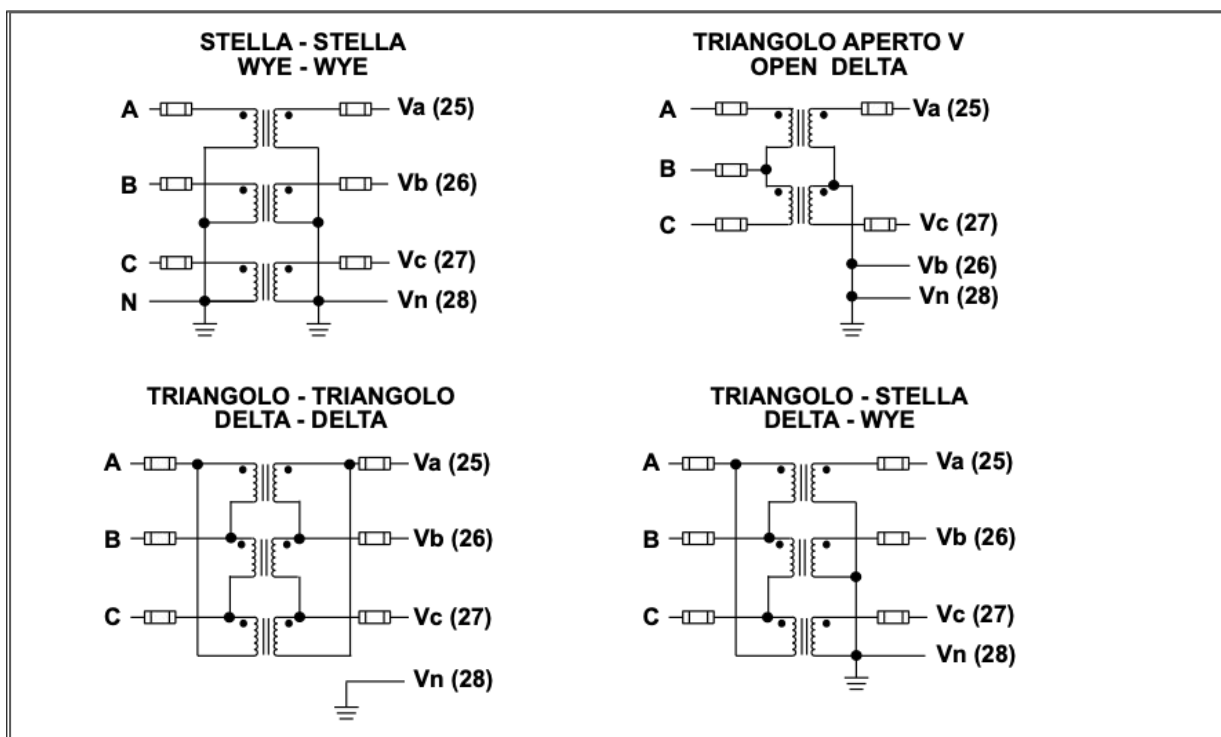 STELLA - STELLA
WYE - WYE
A
Va (25)
B
Vb (26)
C
Vc (27)
N
Vn (28)
TRIANGOLO APERTO V
OPEN DELTA
A
Va (25)
B
C
Vc (27)
Vb (26)
Vn (28)
TRIANGOLO - TRIANGOLO
DELTA - DELTA
A
Va (25)
B
Vb (26)
C
Vc (27)
Vn (28)
TRIANGOLO - STELLA
DELTA - WYE
A
Va (25)
B
Vb (26)
C
Vc (27)
Vn (28)